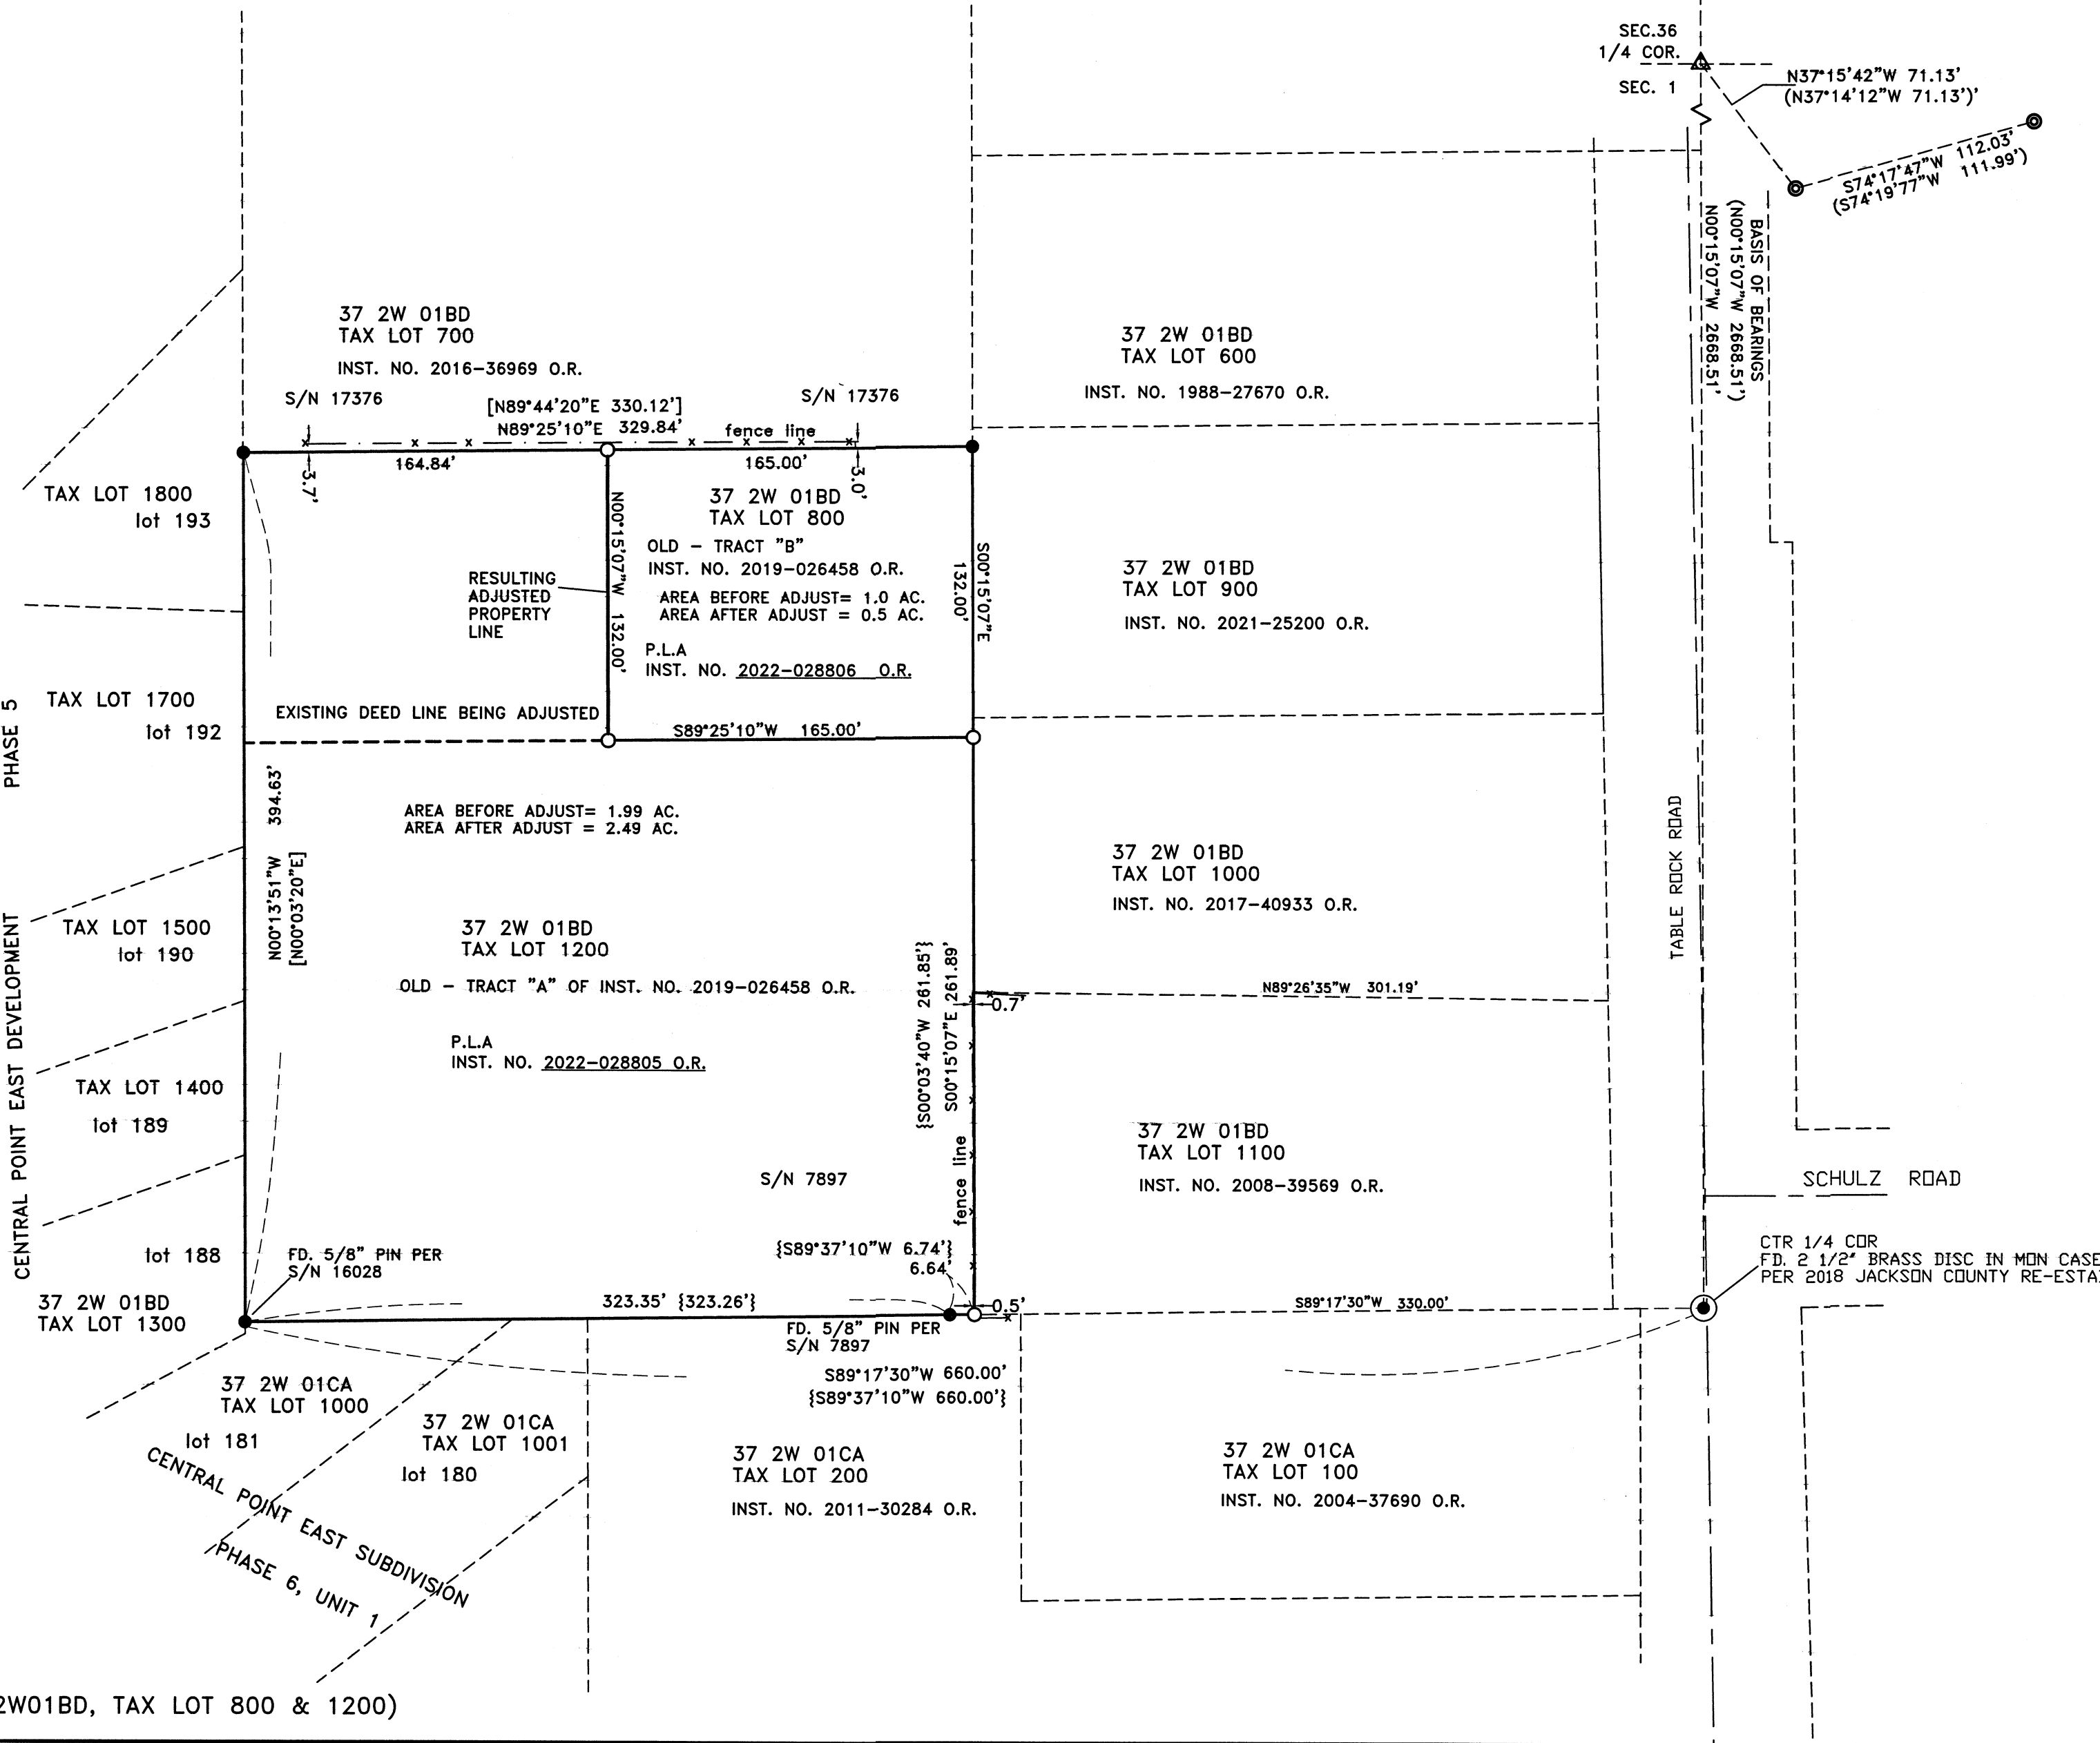 SEC.36
1/4 COR.
SEC. 1
N37°15'42"W 71.13'
(N37°14'12"W 71.13')'
S74°17'47"W 112.03'
(S74°19'77"W 111.99')
BASIS OF BEARINGS
(N00°15'07"W 2668.51')
N00°15'07"W 2668.51'
37 2W 01BD
TAX LOT 700
INST. NO. 2016-36969 O.R.
S/N 17376
S/N 17376
[N89°44'20"E 330.12']
N89°25'10"E 329.84'
fence line
164.84'
165.00'
3.7'
3.0'
37 2W 01BD
TAX LOT 600
INST. NO. 1988-27670 O.R.
TAX LOT 1800
lot 193
37 2W 01BD
TAX LOT 800
OLD - TRACT "B"
INST. NO. 2019-026458 O.R.
AREA BEFORE ADJUST= 1.0 AC.
AREA AFTER ADJUST = 0.5 AC.
P.L.A
INST. NO. 2022-028806 O.R.
RESULTING
ADJUSTED
PROPERTY
LINE
N00°15'07"W 132.00'
S00°15'07"E
132.00'
37 2W 01BD
TAX LOT 900
INST. NO. 2021-25200 O.R.
TAX LOT 1700
lot 192
EXISTING DEED LINE BEING ADJUSTED
S89°25'10"W 165.00'
CENTRAL POINT EAST DEVELOPMENT PHASE 5
N00°13'51"W 394.63'
[N00°03'20"E]
AREA BEFORE ADJUST= 1.99 AC.
AREA AFTER ADJUST = 2.49 AC.
TAX LOT 1500
lot 190
37 2W 01BD
TAX LOT 1200
OLD - TRACT "A" OF INST. NO. 2019-026458 O.R.
P.L.A
INST. NO. 2022-028805 O.R.
{S00°03'40"W 261.85'}
S00°15'07"E 261.89'
fence line
37 2W 01BD
TAX LOT 1000
INST. NO. 2017-40933 O.R.
TABLE ROCK ROAD
N89°26'35"W 301.19'
0.7'
TAX LOT 1400
lot 189
37 2W 01BD
TAX LOT 1100
INST. NO. 2008-39569 O.R.
S/N 7897
SCHULZ ROAD
lot 188
FD. 5/8" PIN PER
S/N 16028
{S89°37'10"W 6.74'}
6.64'
CTR 1/4 COR
FD. 2 1/2" BRASS DISC IN MON CASE
PER 2018 JACKSON COUNTY RE-ESTA
37 2W 01BD
TAX LOT 1300
323.35' {323.26'}
0.5'
S89°17'30"W 330.00'
FD. 5/8" PIN PER
S/N 7897
S89°17'30"W 660.00'
{S89°37'10"W 660.00'}
37 2W 01CA
TAX LOT 1000
lot 181
37 2W 01CA
TAX LOT 1001
lot 180
37 2W 01CA
TAX LOT 200
INST. NO. 2011-30284 O.R.
37 2W 01CA
TAX LOT 100
INST. NO. 2004-37690 O.R.
CENTRAL POINT EAST SUBDIVISION
PHASE 6, UNIT 1
2W01BD, TAX LOT 800 & 1200)